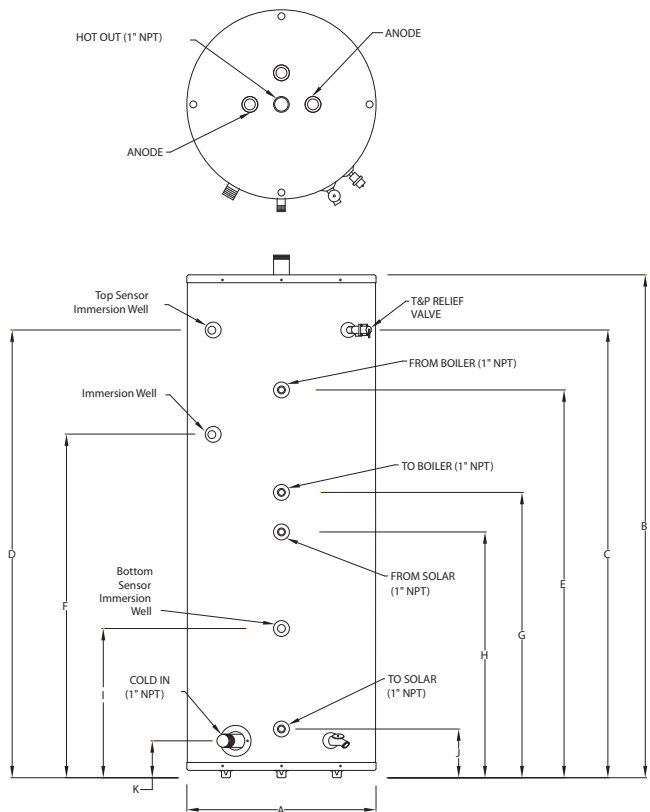 HOT OUT (1" NPT)
ANODE
ANODE
Top Sensor
Immersion Well
T&P RELIEF
VALVE
FROM BOILER (1" NPT)
Immersion Well
TO BOILER (1" NPT)
FROM SOLAR
(1" NPT)
Bottom
Sensor
Immersion
Well
COLD IN
(1" NPT)
TO SOLAR
(1" NPT)
D
F
I
K
A
J
H
G
E
C
B